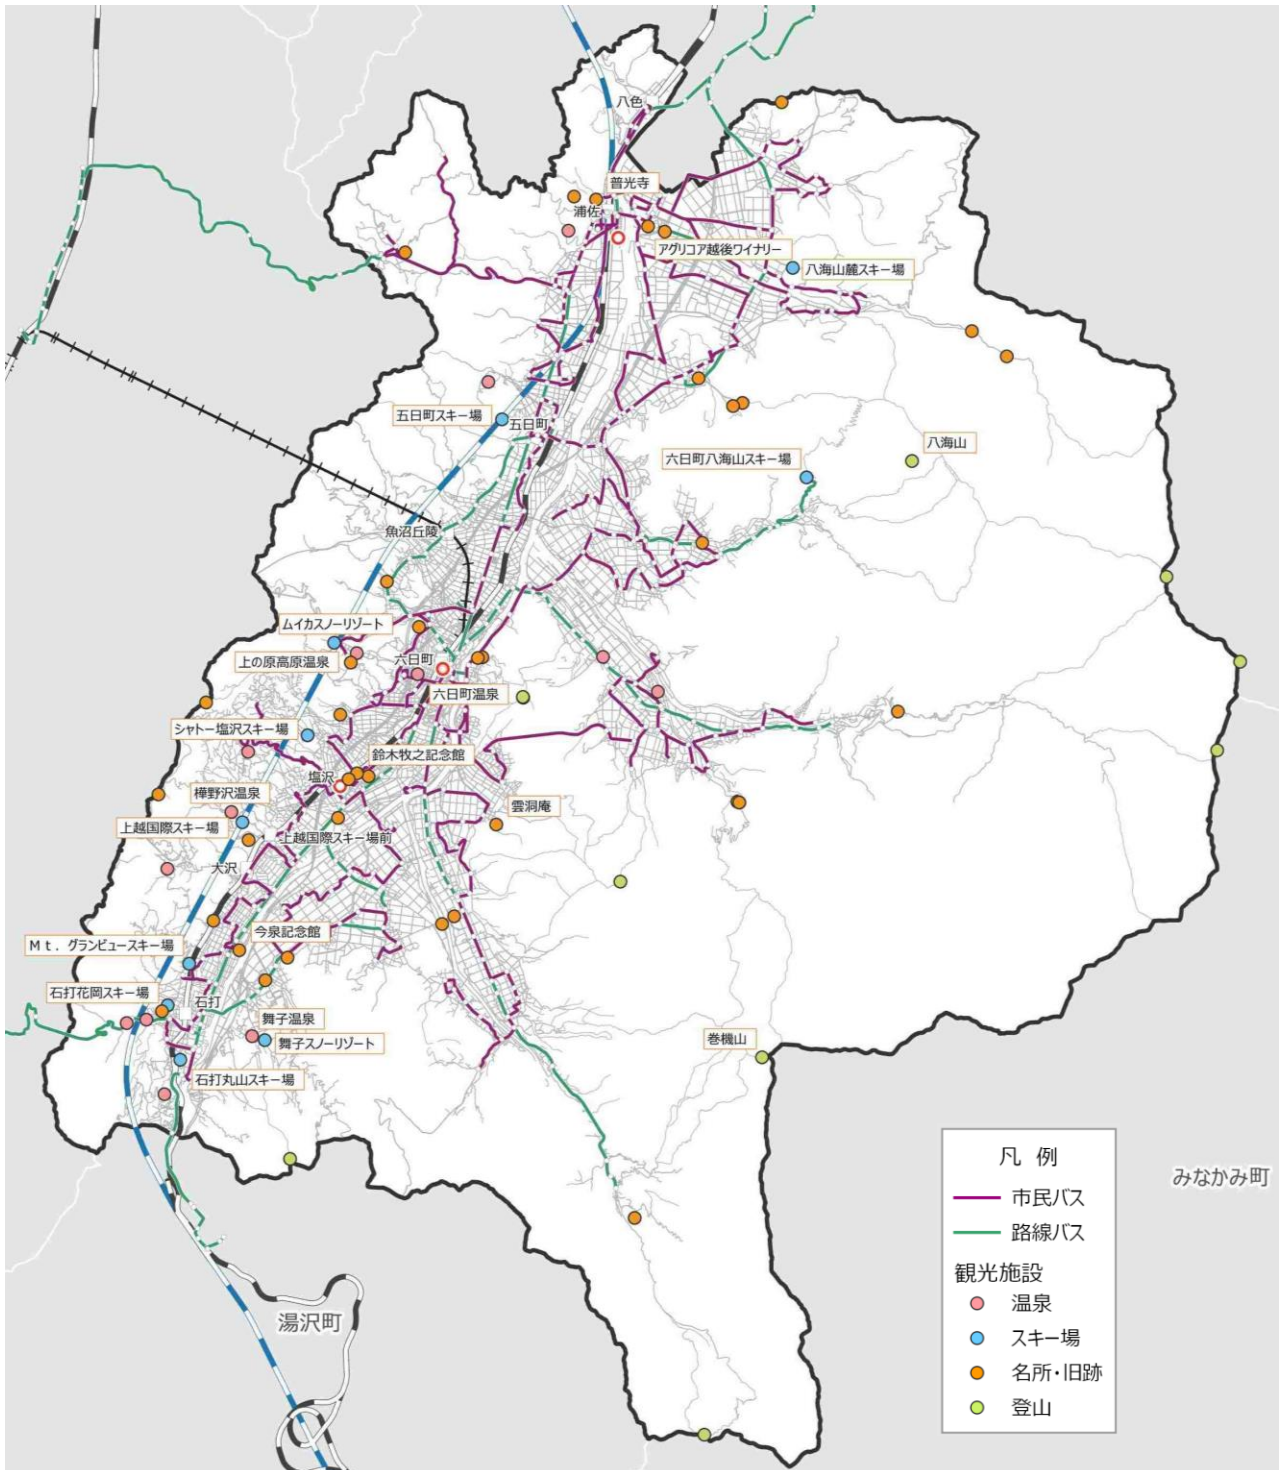 八色
普光寺
浦佐
アグリコア越後ワイナリー
八海山麓スキー場
五日町スキー場
五日町
八海山
六日町八海山スキー場
魚沼丘陵
ムイカスノーリゾート
上の原高原温泉
六日町
六日町温泉
シャトー塩沢スキー場
鈴木牧之記念館
塩沢
樺野沢温泉
雲洞庵
上越国際スキー場
上越国際スキー場前
大沢
今泉記念館
Mt.グランビュースキー場
石打花岡スキー場
石打
舞子温泉
舞子スノーリゾート
巻機山
石打丸山スキー場
凡 例
市民バス
路線バス
観光施設
温泉
スキー場
名所・旧跡
登山
みなかみ町
湯沢町